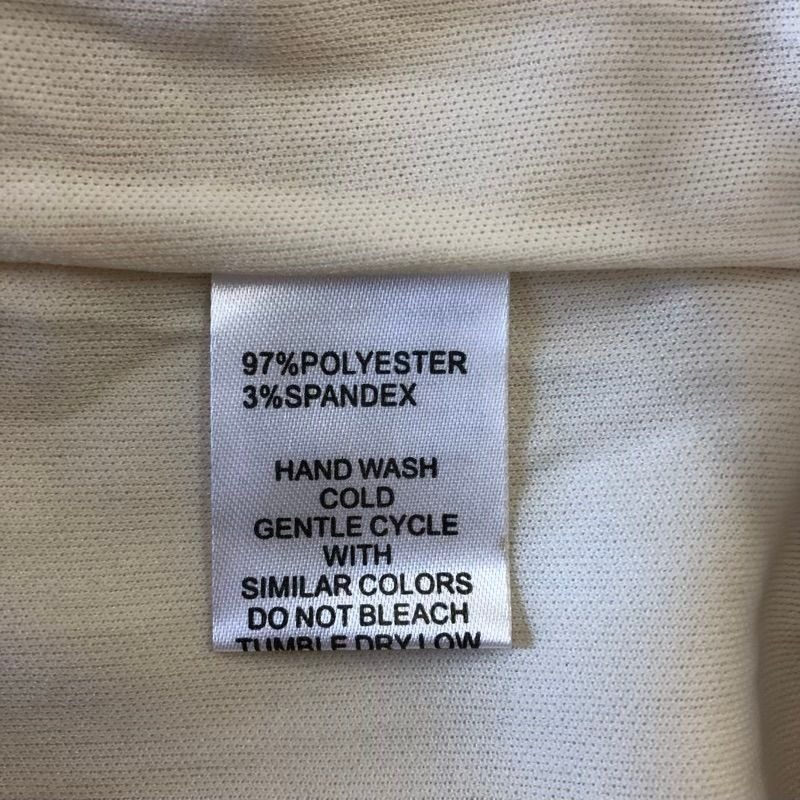 97%POLYESTER
3%SPANDEX
HAND WASH
COLD
GENTLE CYCLE
WITH
SIMILAR COLORS
DO NOT BLEACH
TUMBLE DRY LOW